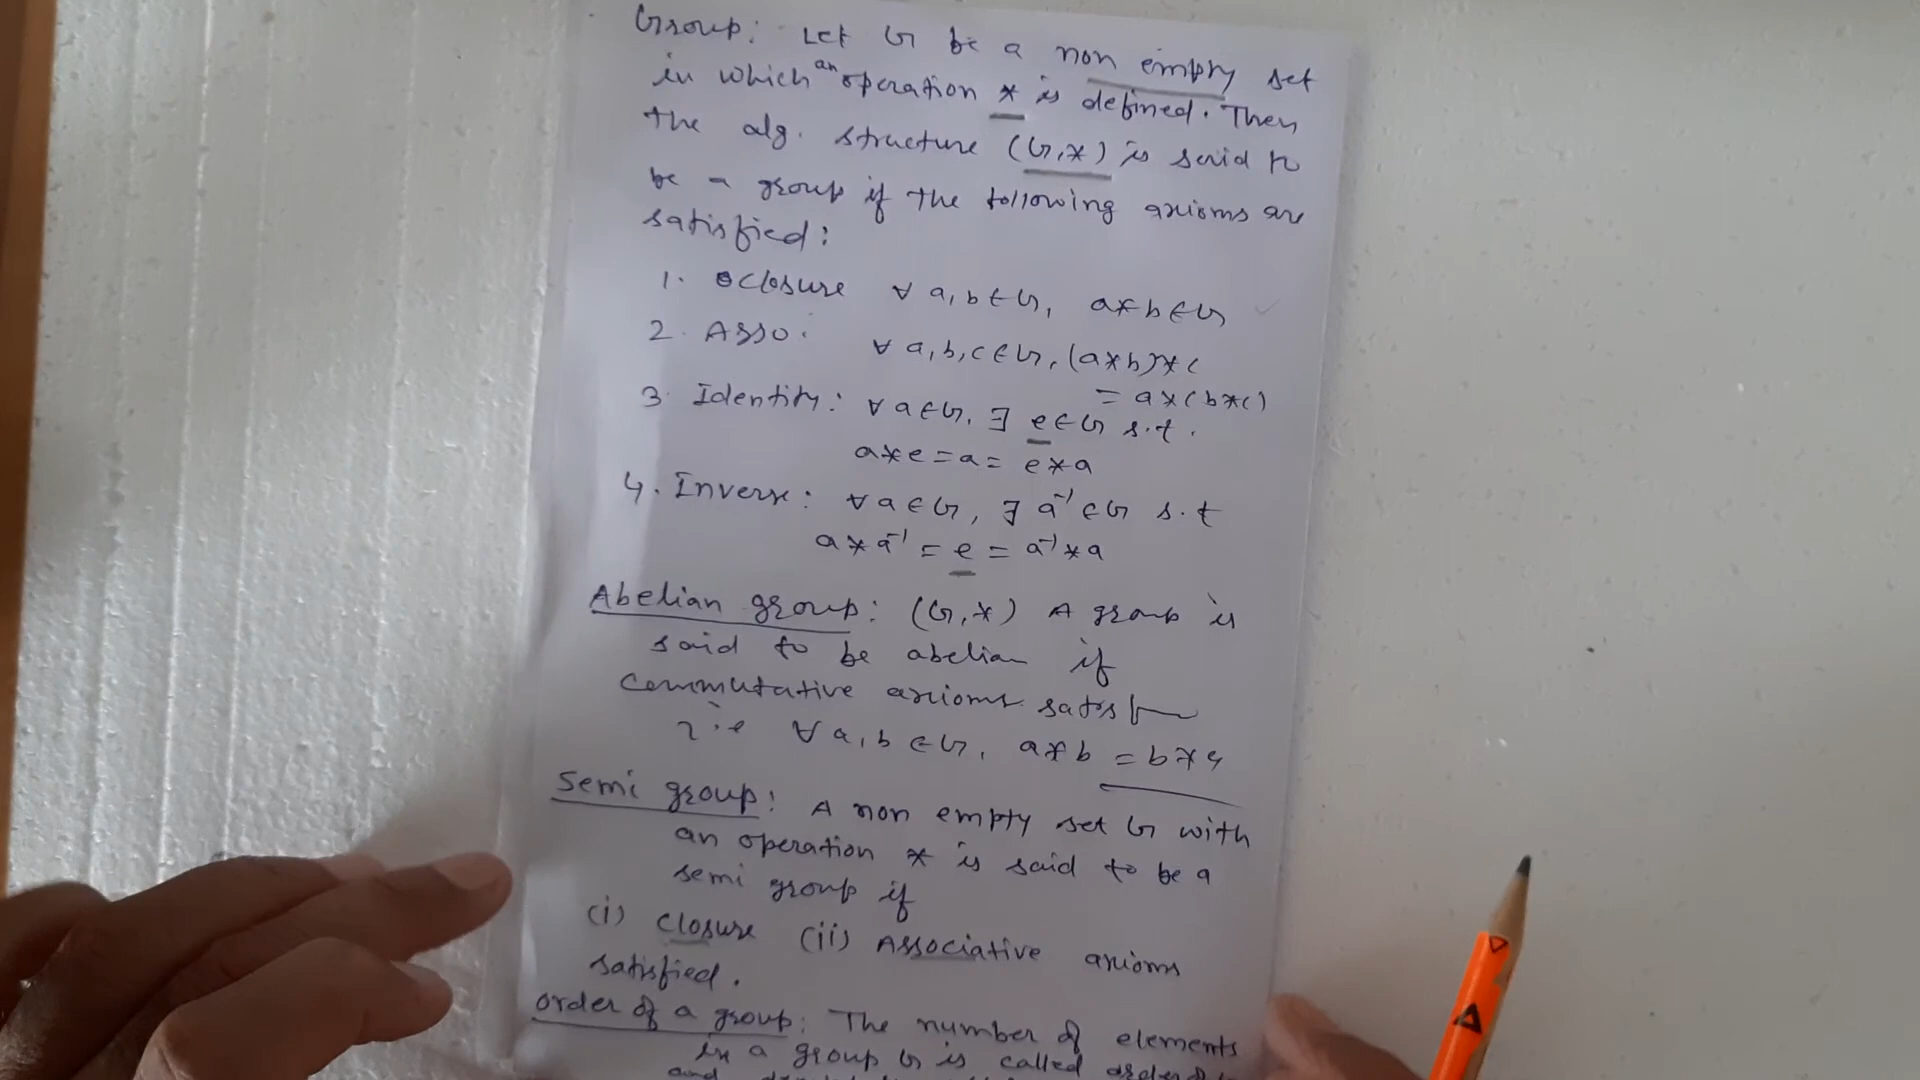 Group: Let G be a non empty set
in which an operation * is defined. Then
the alg. structure (G,*) is said to
be a group if the following axioms are
satisfied:
1. closure ∀ a,b∈G, a*b∈G
2. Asso: ∀ a,b,c∈G, (a*b)*c
= a*(b*c)
3. Identity: ∀ a∈G, ∃ e∈G s.t.
a*e=a=e*a
4. Inverse: ∀ a∈G, ∃ a⁻¹∈G s.t
a*a⁻¹ = e = a⁻¹*a
Abelian group: (G,*) A group is
said to be abelian if
commutative axioms
i.e ∀ a,b∈G, a*b = b*a
Semi group: A non empty set G with
an operation * is said to be a
semi group if
(i) closure (ii) Associative axioms
satisfied.
order of a group: The number of elements
in a group G is called
and